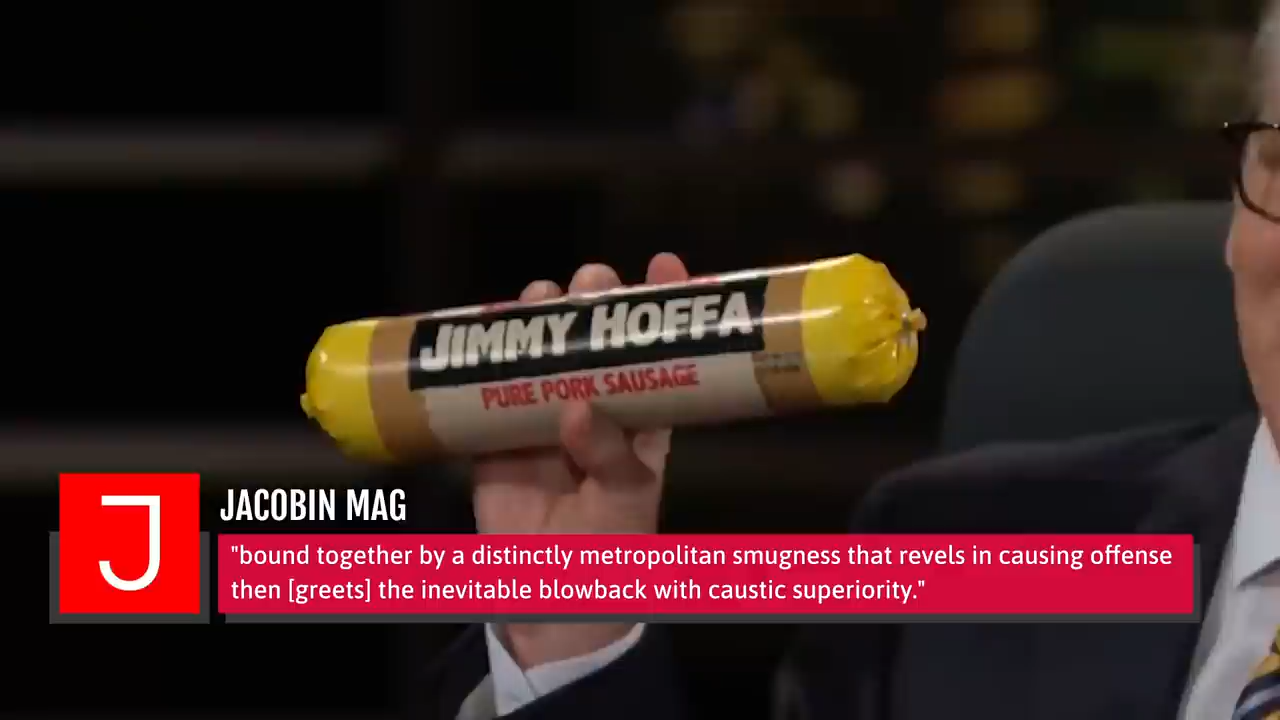 JIMMY HOFFA
PURE PORK SAUSAGE
J
JACOBIN MAG
"bound together by a distinctly metropolitan smugness that revels in causing offense
then [greets] the inevitable blowback with caustic superiority."